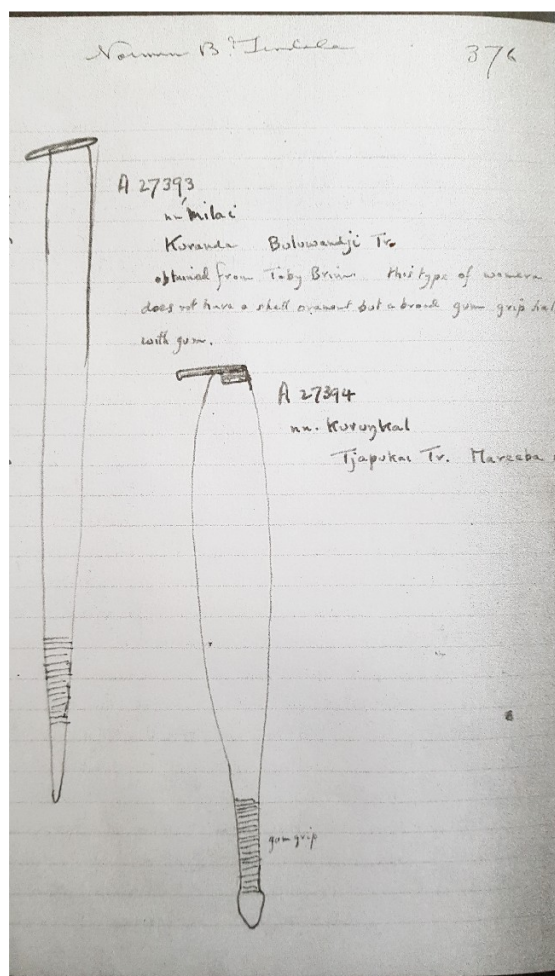 Norman B. Tindale
376
A 27393
nn 'milai
Kuranda Buluwandji Tr.
obtained from Toby Brim this type of womera
does not have a shell ornament but a broad gum grip
with gum.
A 27394
nn. Kurungkal
Tjapukai Tr. Mareeba
gum grip